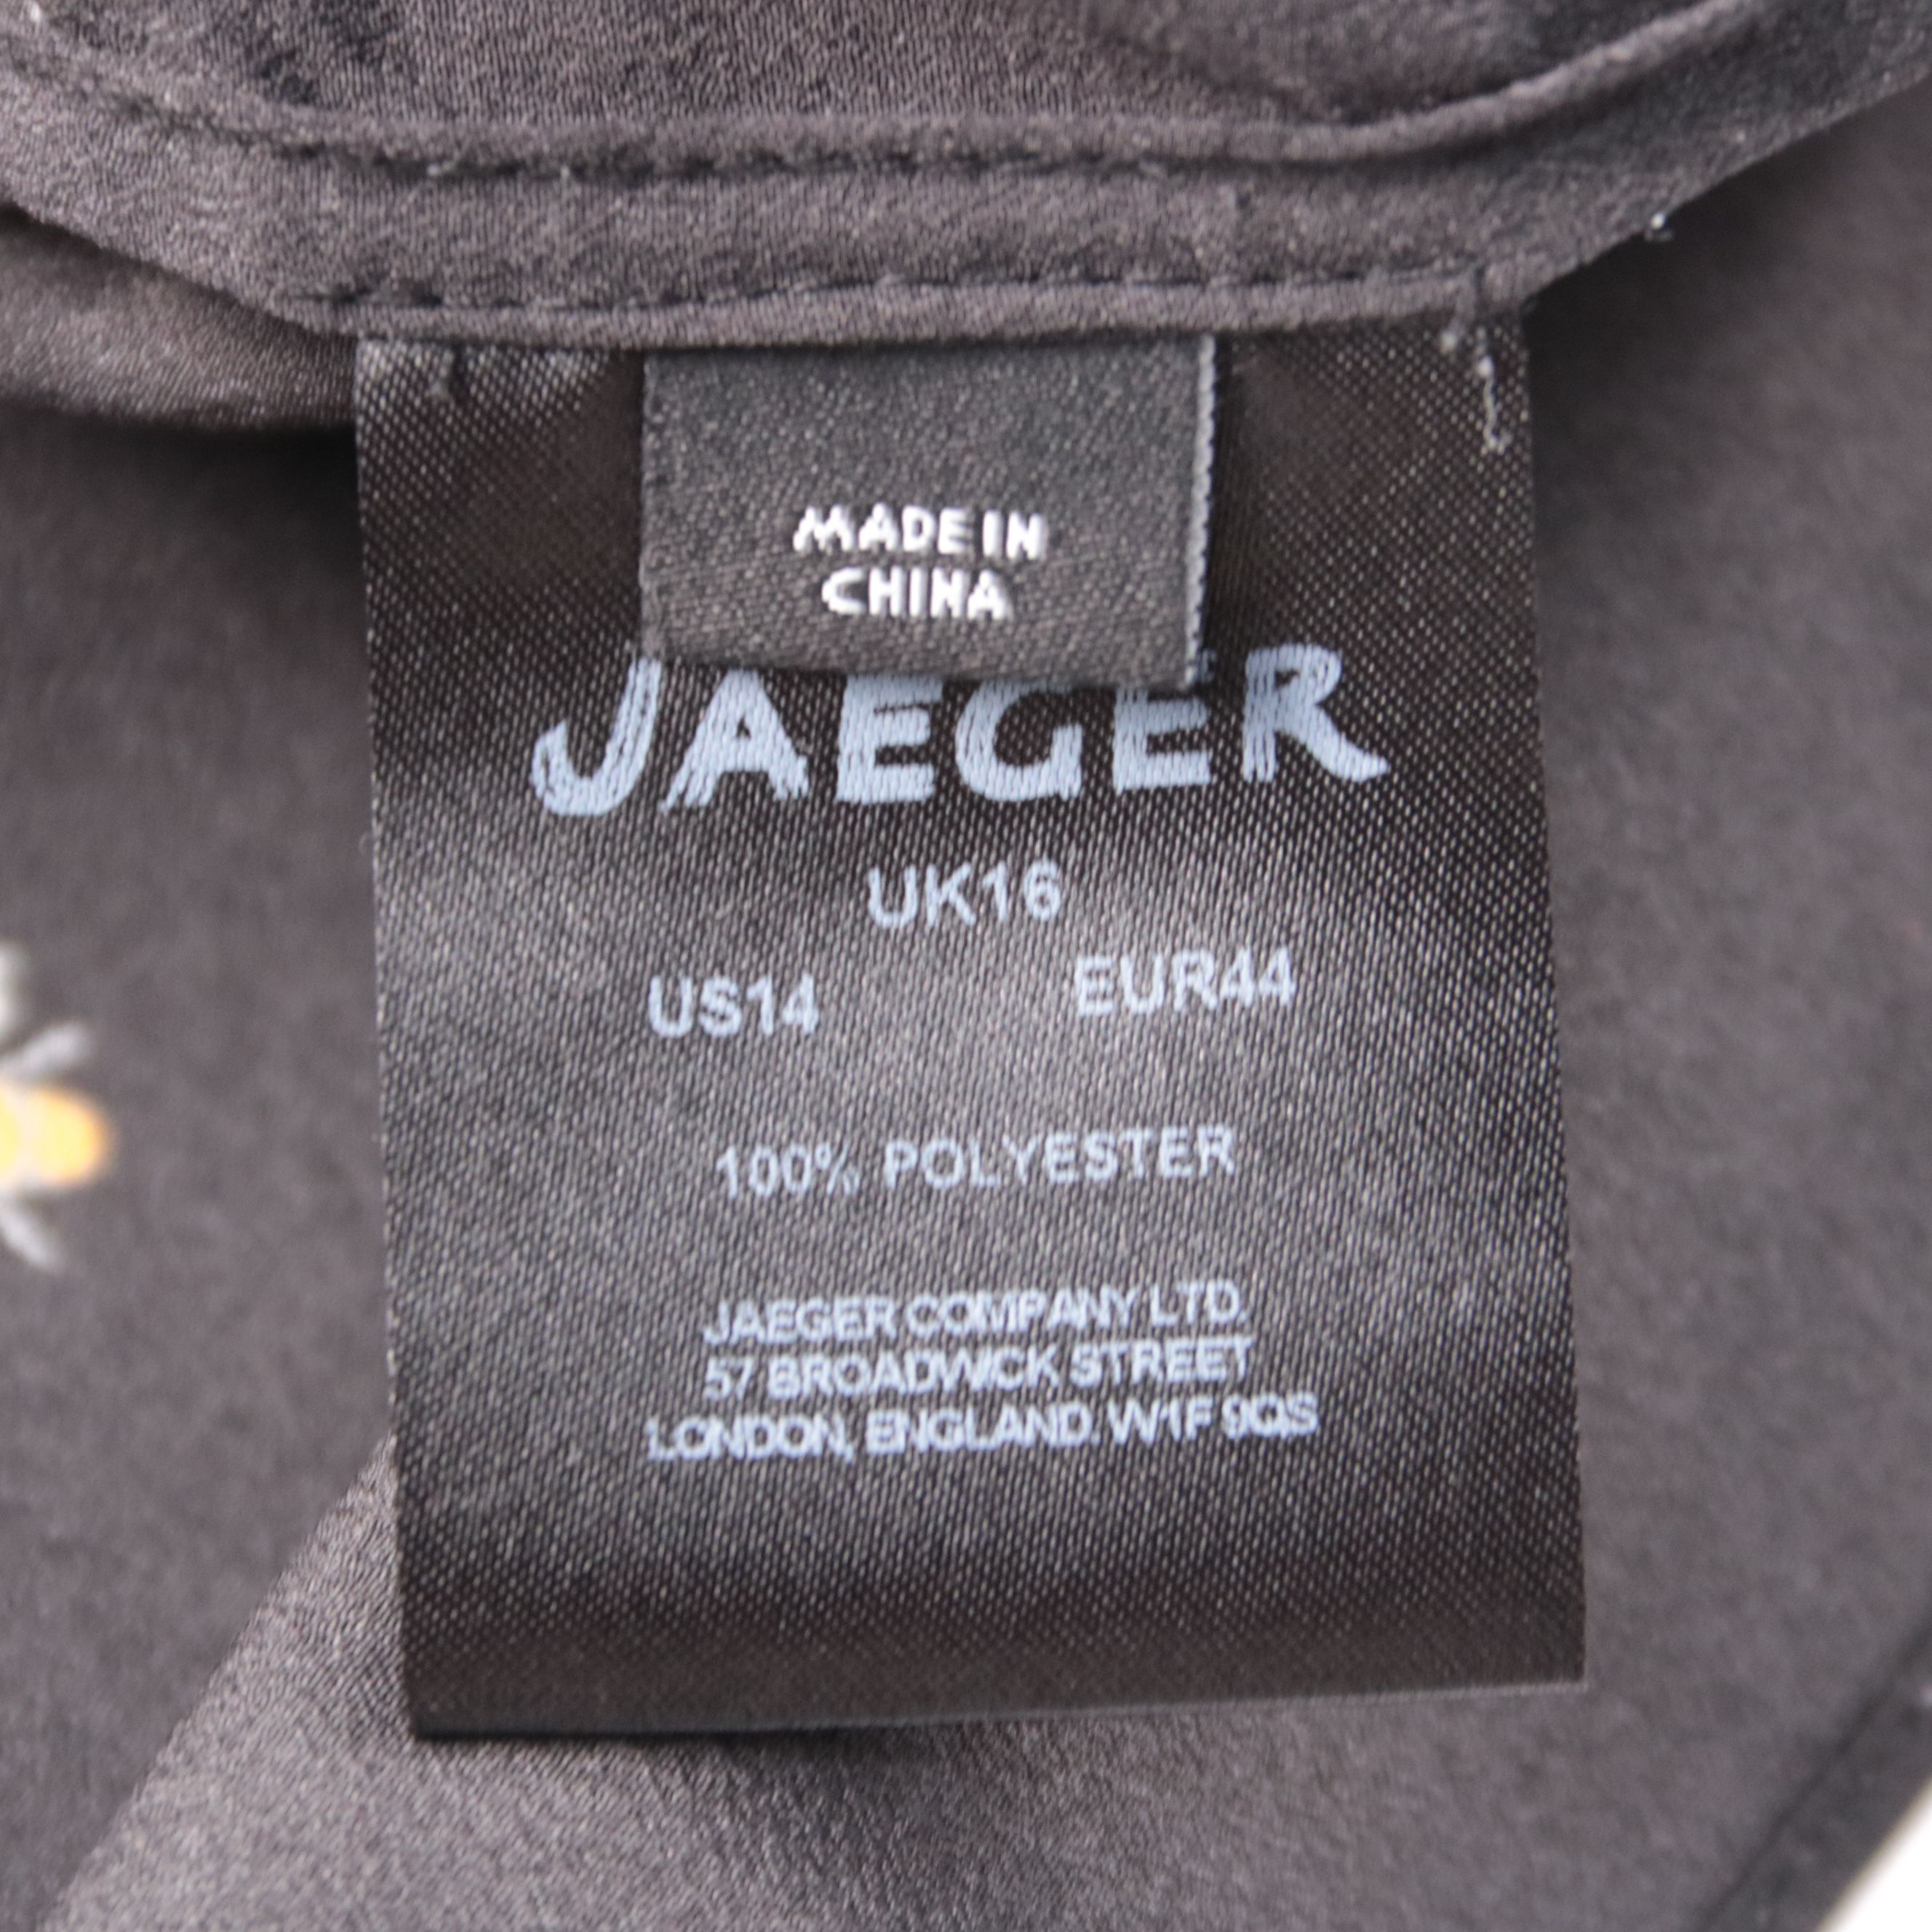 MADE IN
CHINA
JAEGER
UK16
US14 EUR44
100% POLYESTER
JAEGER COMPANY LTD.
57 BROADWICK STREET
LONDON, ENGLAND. W1F 9QS